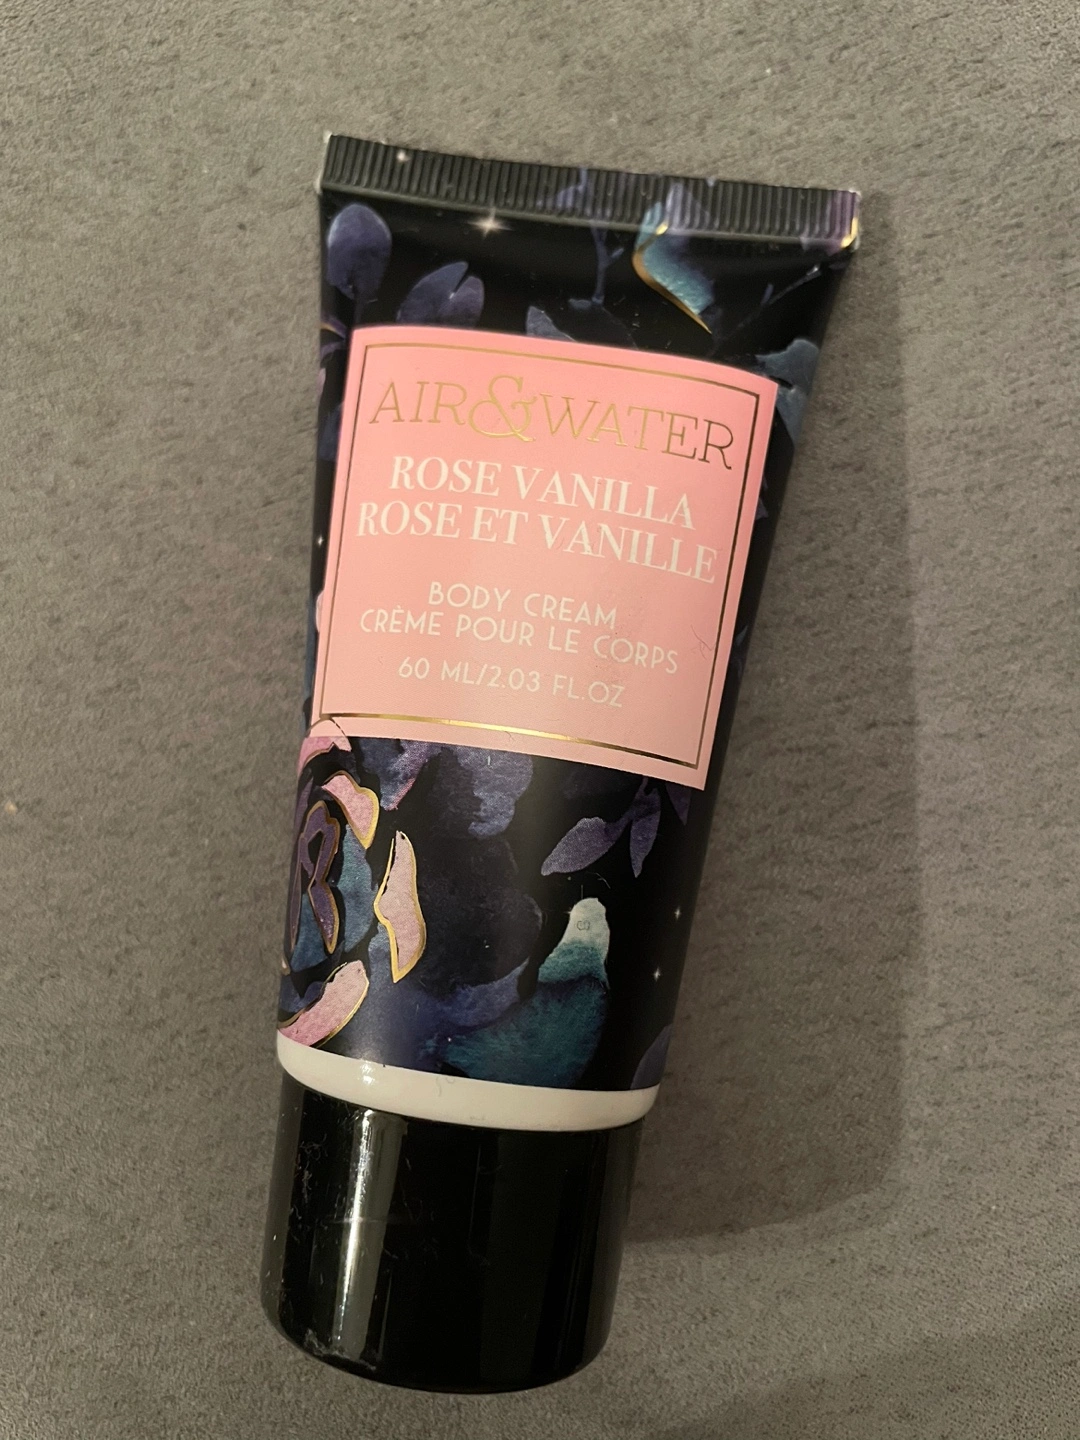 AIR&WATER
ROSE VANILLA
ROSE ET VANILLE
BODY CREAM
CRÈME POUR LE CORPS
60 ML/2.03 FL.OZ